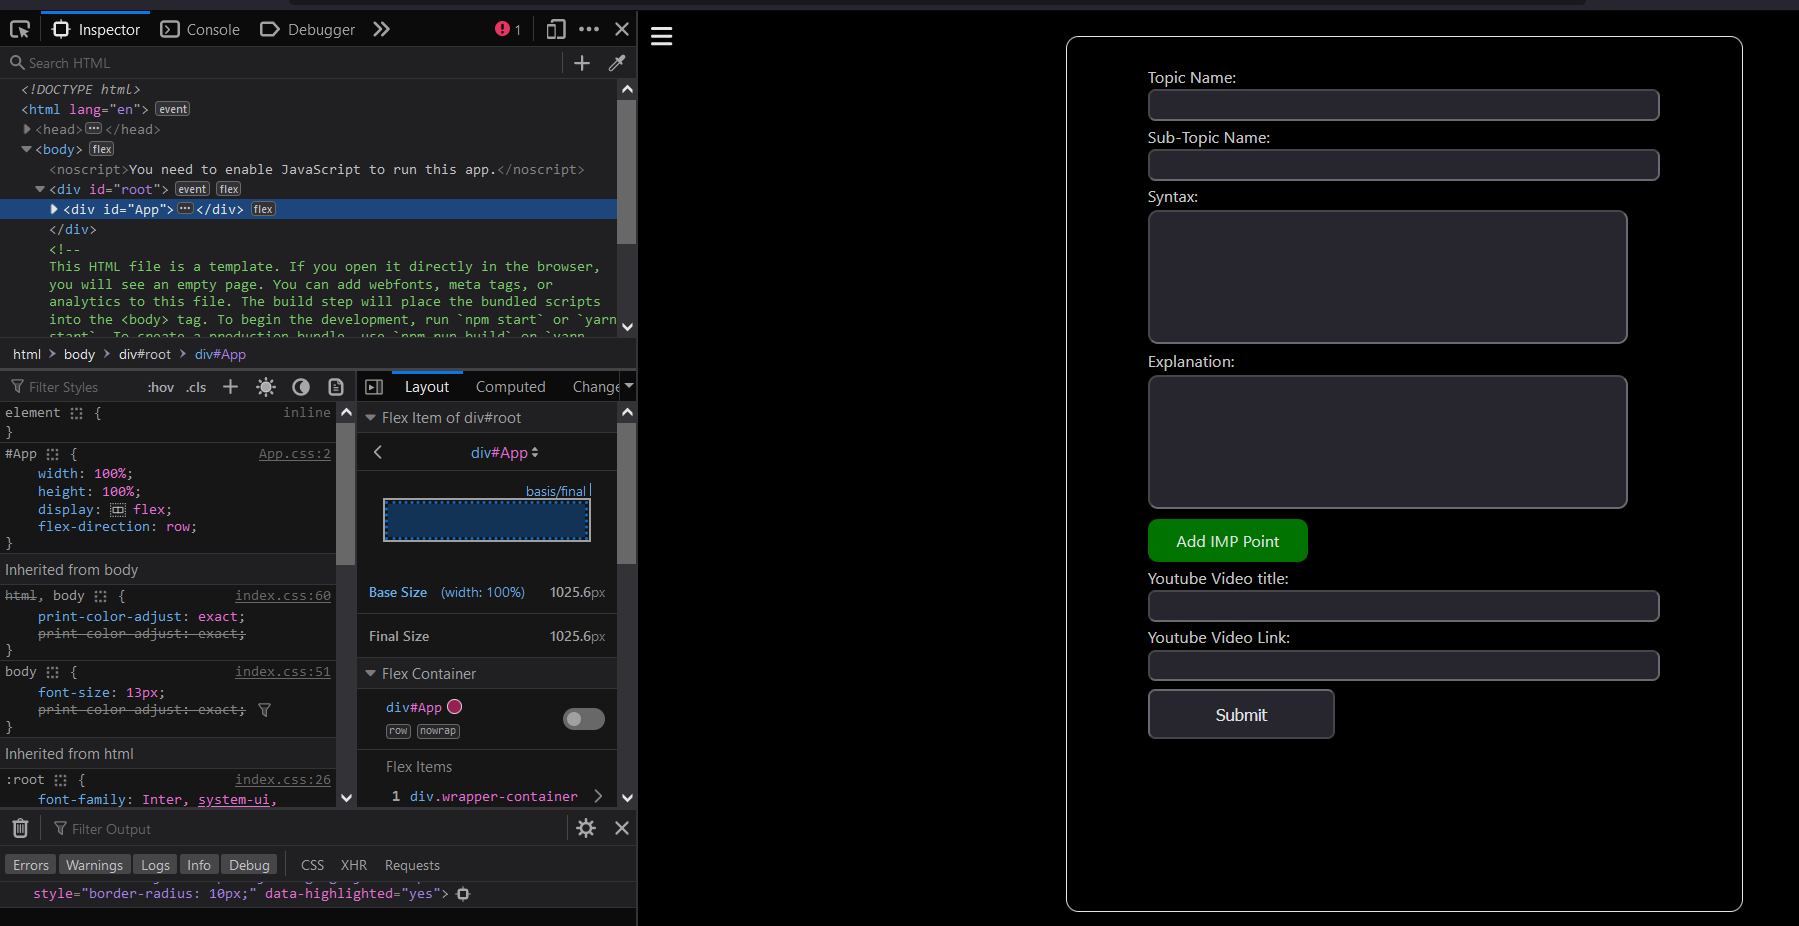 Inspector Console Debugger 1
Search HTML
<!DOCTYPE html>
<html lang="en"> event
<head> ··· </head>
<body> flex
<noscript>You need to enable JavaScript to run this app.</noscript>
<div id="root"> event flex
<div id="App"> ··· </div> flex
</div>
<!--
This HTML file is a template. If you open it directly in the browser,
you will see an empty page. You can add webfonts, meta tags, or
analytics to this file. The build step will place the bundled scripts
into the <body> tag. To begin the development, run `npm start` or `yarn
start`. To create a production bundle, use `npm run build` or `yarn
html > body > div#root > div#App
Filter Styles :hov .cls
element { inline
}
#App { App.css:2
width: 100%;
height: 100%;
display: flex;
flex-direction: row;
}
Inherited from body
html, body { index.css:60
print-color-adjust: exact;
print-color-adjust: exact;
}
body { index.css:51
font-size: 13px;
print-color-adjust: exact;
}
Inherited from html
:root { index.css:26
font-family: Inter, system-ui,
Layout Computed Change
Flex Item of div#root
div#App
basis/final
Base Size (width: 100%) 1025.6px
Final Size 1025.6px
Flex Container
div#App
row nowrap
Flex Items
1 div.wrapper-container
Filter Output
Errors Warnings Logs Info Debug CSS XHR Requests
style="border-radius: 10px;" data-highlighted="yes">
Topic Name:
Sub-Topic Name:
Syntax:
Explanation:
Add IMP Point
Youtube Video title:
Youtube Video Link:
Submit